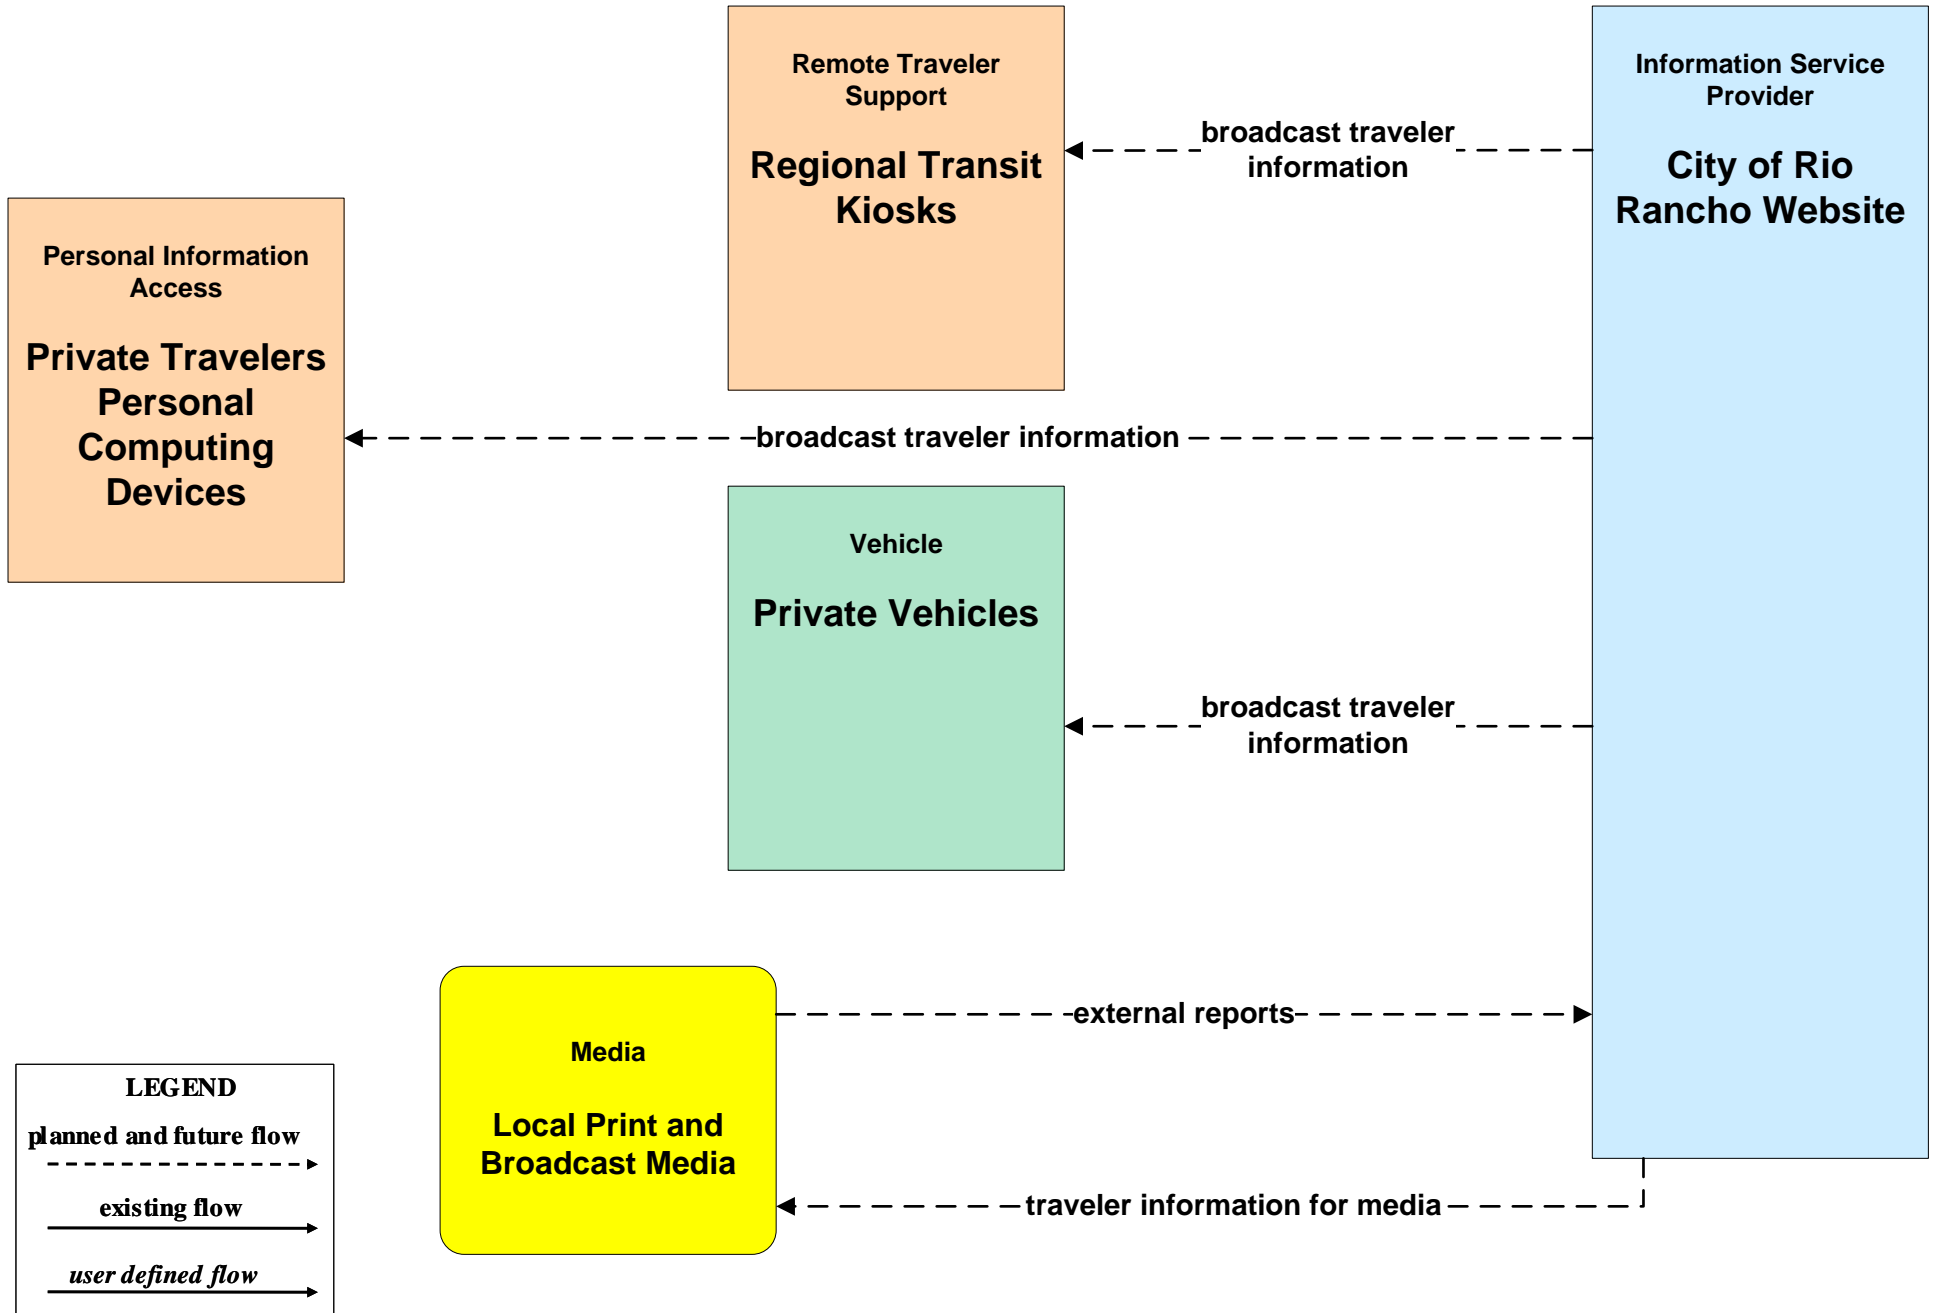 Remote Traveler
Support
Regional Transit
Kiosks
Information Service
Provider
City of Rio
Rancho Website
broadcast traveler
information
Personal Information
Access
Private Travelers
Personal
Computing
Devices
broadcast traveler information
Vehicle
Private Vehicles
broadcast traveler
information
Media
Local Print and
Broadcast Media
external reports
traveler information for media
LEGEND
planned and future flow
existing flow
user defined flow